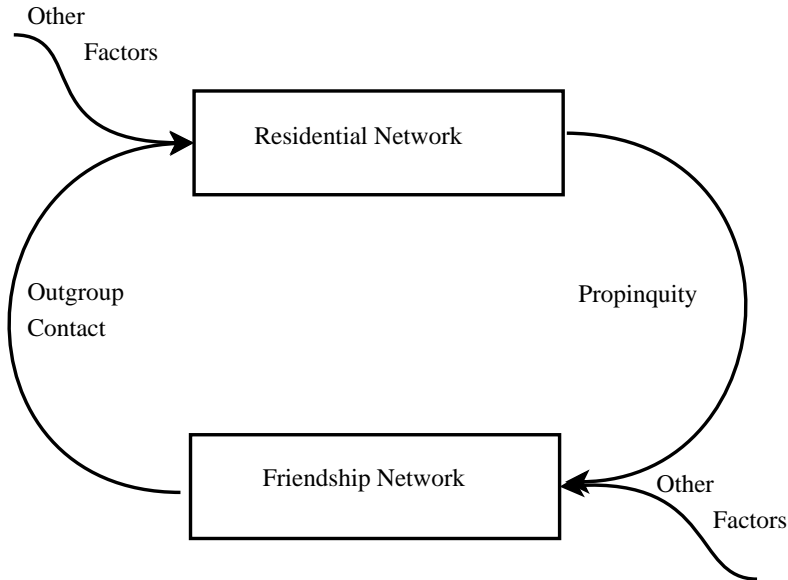 Other
Factors
Residential Network
Outgroup
Contact
Propinquity
Friendship Network
Other
Factors